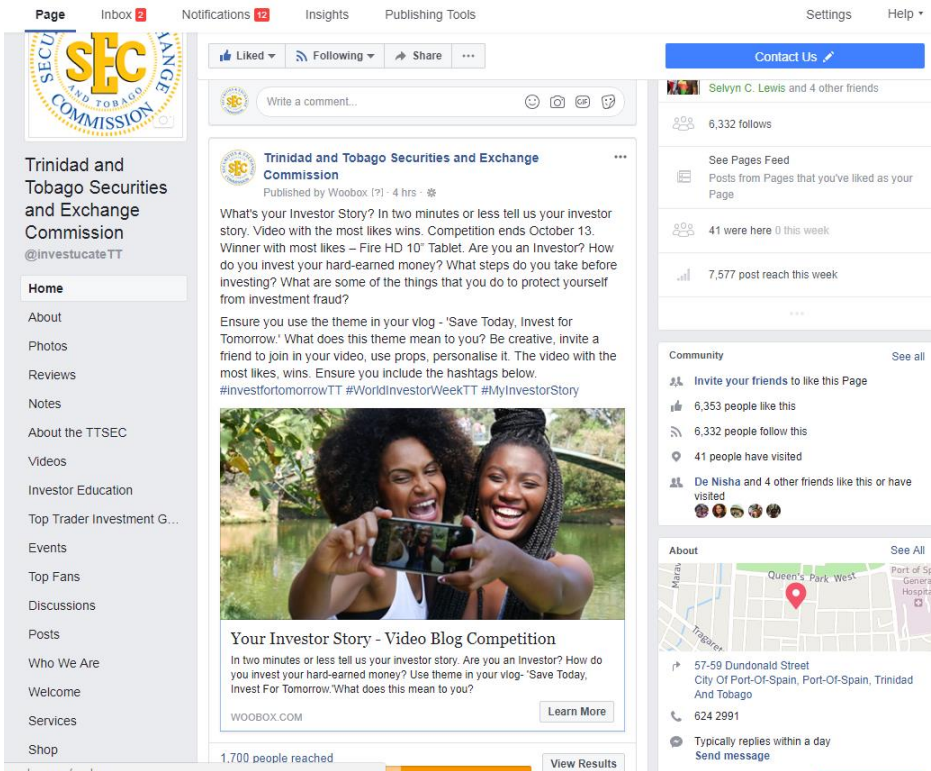 Page
Inbox 2
Notifications 12
Insights
Publishing Tools
Settings
Help
SEC
AND TOBAGO
COMMISSION
Trinidad and
Tobago Securities
and Exchange
Commission
@investucateTT
Home
About
Photos
Reviews
Notes
About the TTSEC
Videos
Investor Education
Top Trader Investment G...
Events
Top Fans
Discussions
Posts
Who We Are
Welcome
Services
Shop
Liked
Following
Share
Write a comment...
GIF
Trinidad and Tobago Securities and Exchange
Commission
Published by Woobox [?] · 4 hrs ·
What's your Investor Story? In two minutes or less tell us your investor
story. Video with the most likes wins. Competition ends October 13.
Winner with most likes – Fire HD 10" Tablet. Are you an Investor? How
do you invest your hard-earned money? What steps do you take before
investing? What are some of the things that you do to protect yourself
from investment fraud?
Ensure you use the theme in your vlog - 'Save Today, Invest for
Tomorrow.' What does this theme mean to you? Be creative, invite a
friend to join in your video, use props, personalise it. The video with the
most likes, wins. Ensure you include the hashtags below.
#investfortomorrowTT #WorldInvestorWeekTT #MyInvestorStory
Your Investor Story - Video Blog Competition
In two minutes or less tell us your investor story. Are you an Investor? How do
you invest your hard-earned money? Use theme in your vlog- 'Save Today,
Invest For Tomorrow.'What does this mean to you?
WOOBOX.COM
Learn More
1,700 people reached
View Results
Contact Us
Selvyn C. Lewis and 4 other friends
6,332 follows
See Pages Feed
Posts from Pages that you've liked as your
Page
41 were here 0 this week
7,577 post reach this week
Community
See all
Invite your friends to like this Page
6,353 people like this
6,332 people follow this
41 people have visited
De Nisha and 4 other friends like this or have
visited
About
See All
Queen's Park West
Port of Sp
Genera
Hospita
Marav
Tragaret
57-59 Dundonald Street
City Of Port-Of-Spain, Port-Of-Spain, Trinidad
And Tobago
624 2991
Typically replies within a day
Send message